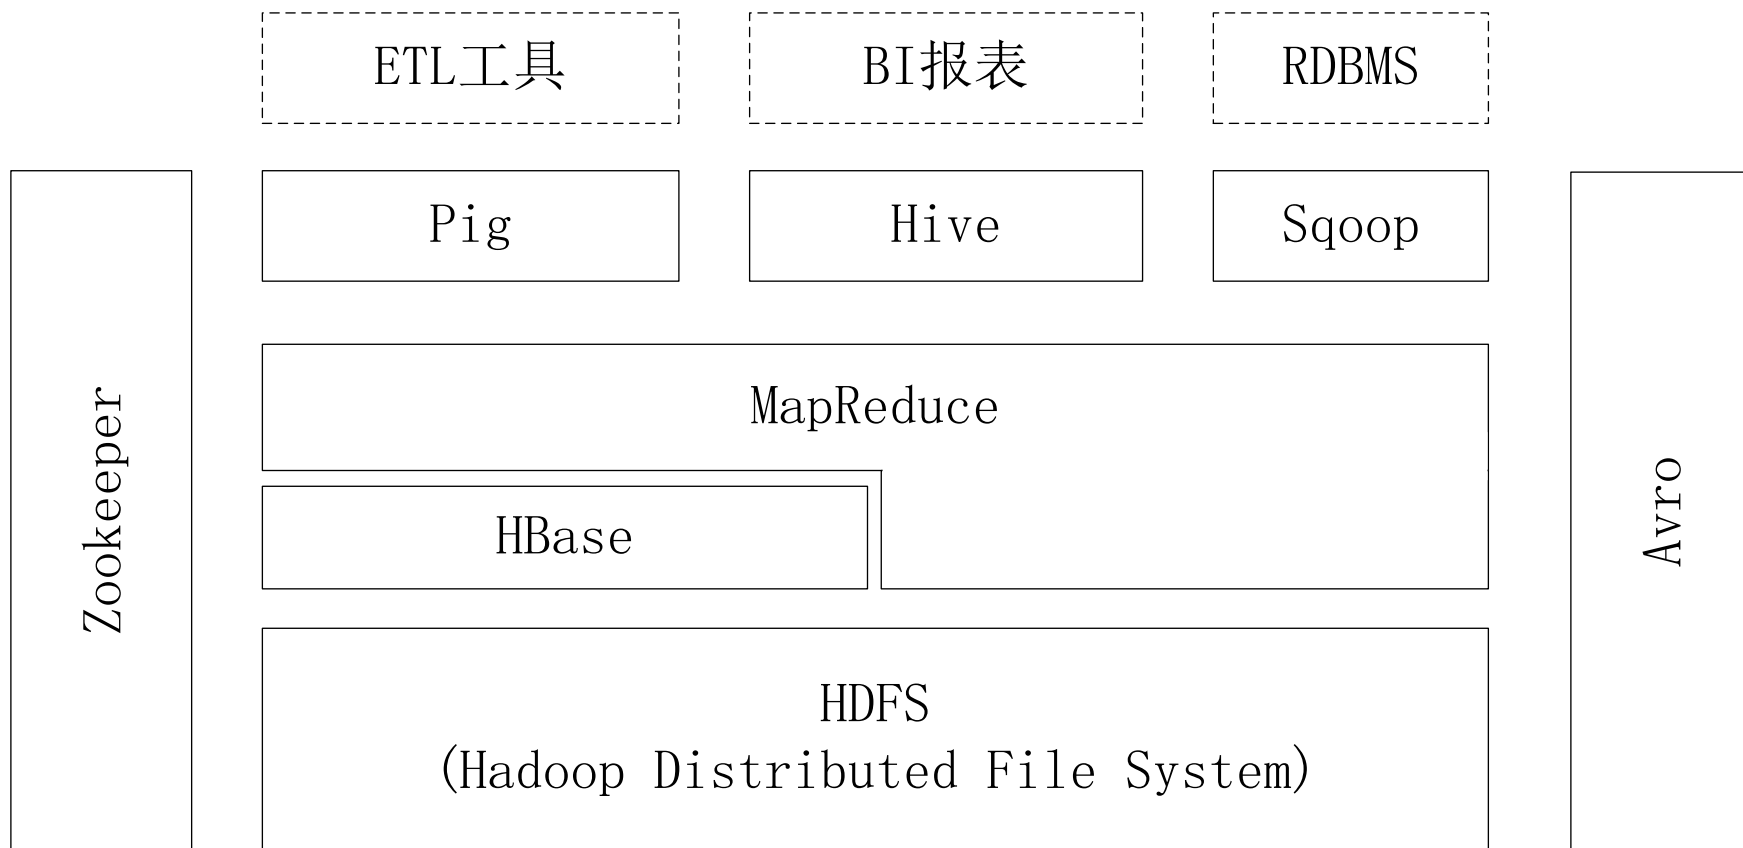 ETL工具
BI报表
RDBMS
Pig
Hive
Sqoop
Zookeeper
MapReduce
HBase
Avro
HDFS
(Hadoop Distributed File System)